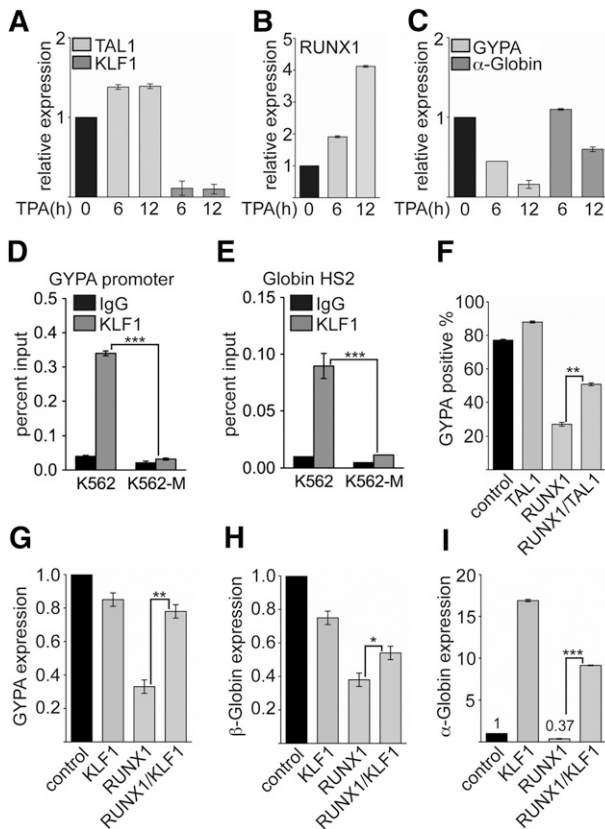 A
TAL1
KLF1
relative expression
2
1
TPA(h)
0 6 12 6 12
B
RUNX1
relative expression
5
4
3
2
1
TPA(h)
0 6 12
C
GYPA
α-Globin
relative expression
1
TPA(h)
0 6 12 6 12
D
GYPA promoter
IgG
KLF1
***
percent input
0.5
0.4
0.3
0.2
0.1
0.0
K562 K562-M
E
Globin HS2
IgG
KLF1
***
percent input
0.15
0.10
0.05
0.00
K562 K562-M
F
GYPA positive %
100
80
60
40
20
**
control
TAL1
RUNX1
RUNX1/TAL1
G
GYPA expression
1.0
0.8
0.6
0.4
0.2
**
control
KLF1
RUNX1
RUNX1/KLF1
H
β-Globin expression
1.0
0.8
0.6
0.4
0.2
*
control
KLF1
RUNX1
RUNX1/KLF1
I
α-Globin expression
20
15
10
5
1
0.37
***
control
KLF1
RUNX1
RUNX1/KLF1